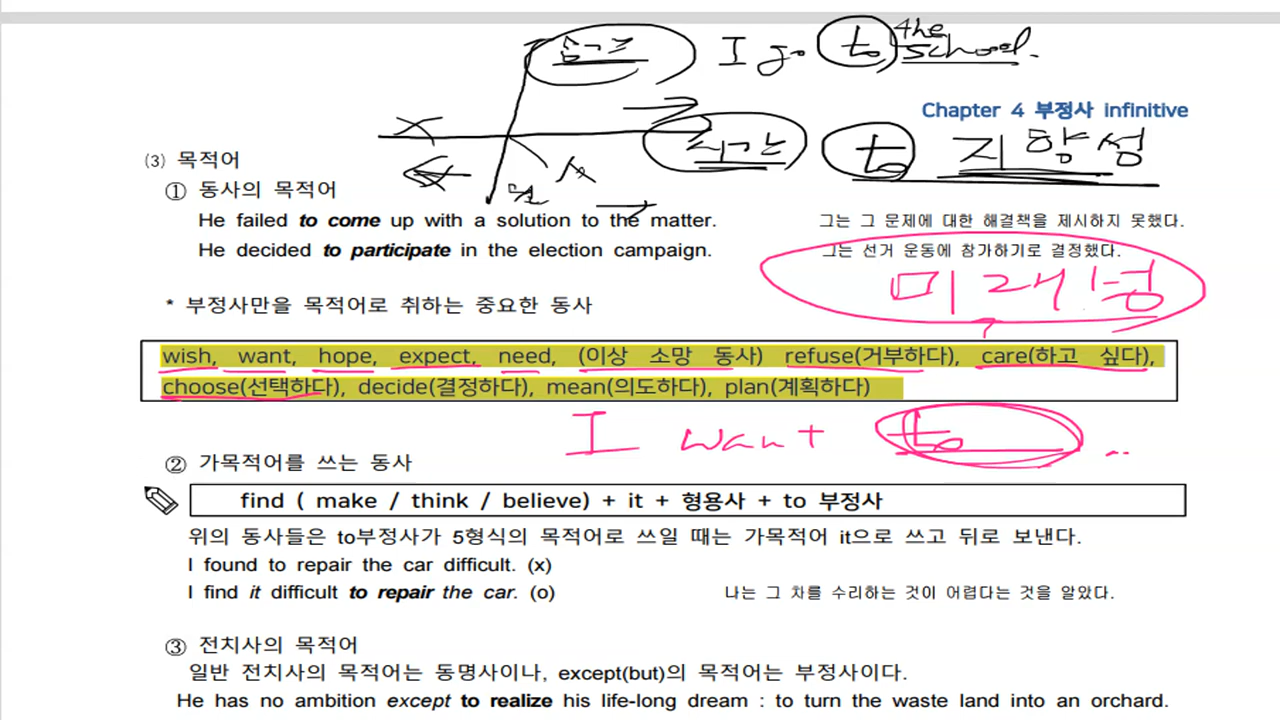 공간 I go to the school.
Chapter 4 부정사 infinitive
시간 to 지향성
⑶ 목적어
① 동사의 목적어
He failed to come up with a solution to the matter. 그는 그 문제에 대한 해결책을 제시하지 못했다.
He decided to participate in the election campaign. 그는 선거 운동에 참가하기로 결정했다.
미래성
* 부정사만을 목적어로 취하는 중요한 동사
wish, want, hope, expect, need, (이상 소망 동사) refuse(거부하다), care(하고 싶다),
choose(선택하다), decide(결정하다), mean(의도하다), plan(계획하다)
I want to ..
② 가목적어를 쓰는 동사
find ( make / think / believe) + it + 형용사 + to 부정사
위의 동사들은 to부정사가 5형식의 목적어로 쓰일 때는 가목적어 it으로 쓰고 뒤로 보낸다.
I found to repair the car difficult. (x)
I find it difficult to repair the car. (o) 나는 그 차를 수리하는 것이 어렵다는 것을 알았다.
③ 전치사의 목적어
일반 전치사의 목적어는 동명사이나, except(but)의 목적어는 부정사이다.
He has no ambition except to realize his life-long dream : to turn the waste land into an orchard.